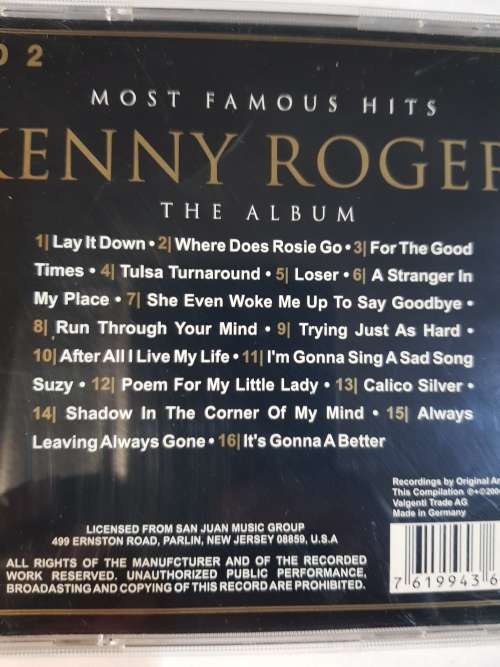 D 2
MOST FAMOUS HITS
KENNY ROGER
THE ALBUM
1| Lay It Down • 2| Where Does Rosie Go • 3| For The Good
Times • 4| Tulsa Turnaround • 5| Loser • 6| A Stranger In
My Place • 7| She Even Woke Me Up To Say Goodbye •
8| Run Through Your Mind • 9| Trying Just As Hard •
10| After All I Live My Life • 11| I'm Gonna Sing A Sad Song
Suzy • 12| Poem For My Little Lady • 13| Calico Silver •
14| Shadow In The Corner Of My Mind • 15| Always
Leaving Always Gone • 16| It's Gonna A Better
Recordings by Original Ar
This Compilation ℗+©200
Valgenti Trade AG
Made in Germany
LICENSED FROM SAN JUAN MUSIC GROUP
499 ERNSTON ROAD, PARLIN, NEW JERSEY 08859, U.S.A
ALL RIGHTS OF THE MANUFCTURER AND OF THE RECORDED
WORK RESERVED. UNAUTHORIZED PUBLIC PERFORMANCE,
BROADASTING AND COPYING OF THIS RECORD ARE PROHIBITED.
7 619943 6